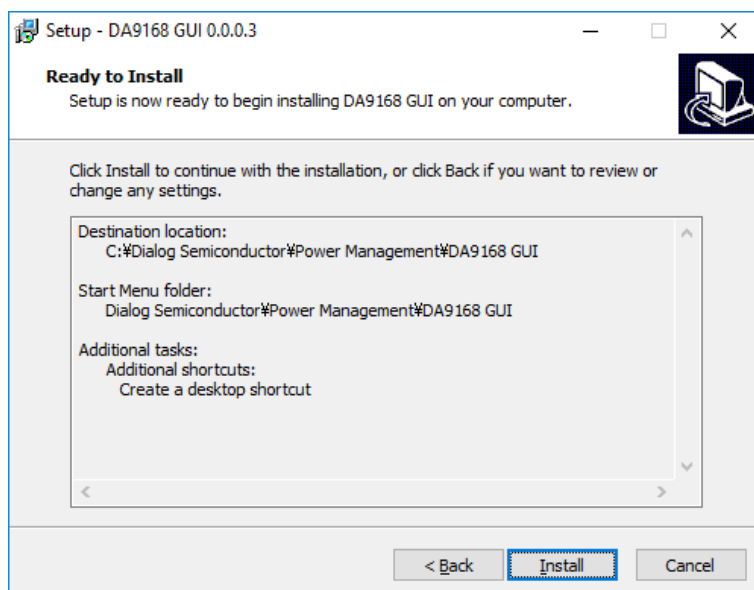 Setup - DA9168 GUI 0.0.0.3
Ready to Install
Setup is now ready to begin installing DA9168 GUI on your computer.
Click Install to continue with the installation, or click Back if you want to review or
change any settings.
Destination location:
C:¥Dialog Semiconductor¥Power Management¥DA9168 GUI
Start Menu folder:
Dialog Semiconductor¥Power Management¥DA9168 GUI
Additional tasks:
Additional shortcuts:
Create a desktop shortcut
< Back
Install
Cancel